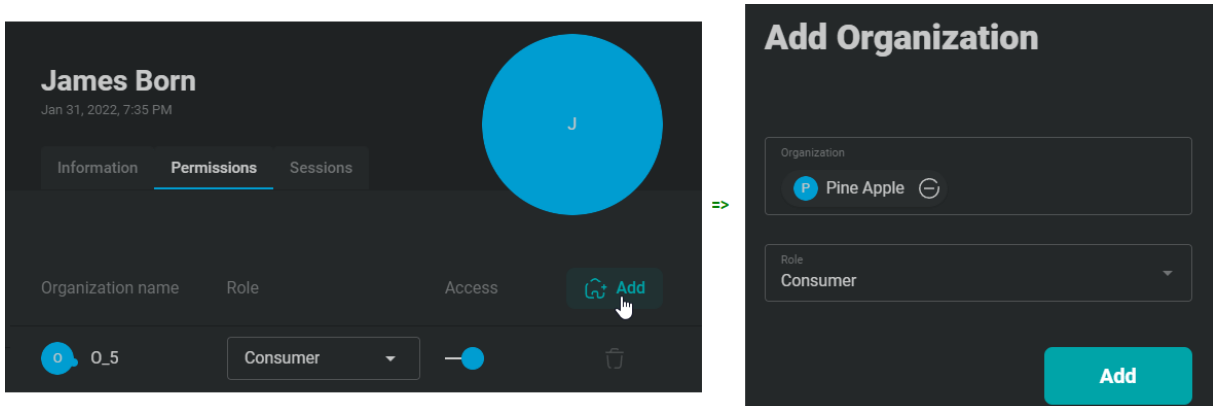 James Born
Jan 31, 2022, 7:35 PM
J
Information Permissions Sessions
Organization name Role Access Add
O O_5 Consumer
=>
Add Organization
Organization
P Pine Apple
Role
Consumer
Add